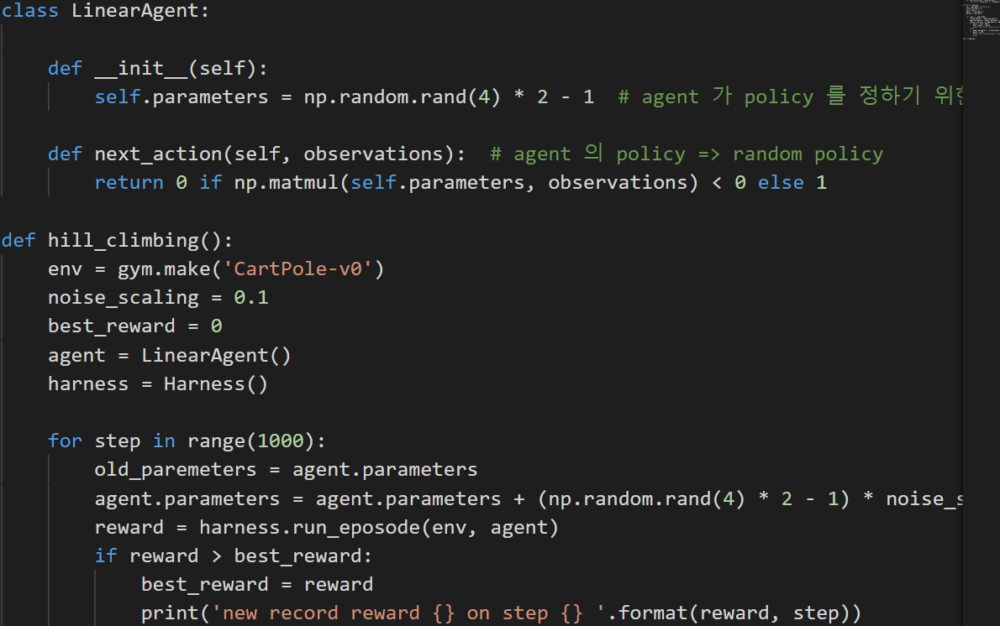 class LinearAgent:
def __init__(self):
self.parameters = np.random.rand(4) * 2 - 1  # agent 가 policy 를 정하기
def next_action(self, observations):  # agent 의 policy => random policy
return 0 if np.matmul(self.parameters, observations) < 0 else 1
def hill_climbing():
env = gym.make('CartPole-v0')
noise_scaling = 0.1
best_reward = 0
agent = LinearAgent()
harness = Harness()
for step in range(1000):
old_paremeters = agent.parameters
agent.parameters = agent.parameters + (np.random.rand(4) * 2 - 1) * noise_s
reward = harness.run_eposode(env, agent)
if reward > best_reward:
best_reward = reward
print('new record reward {} on step {} '.format(reward, step))